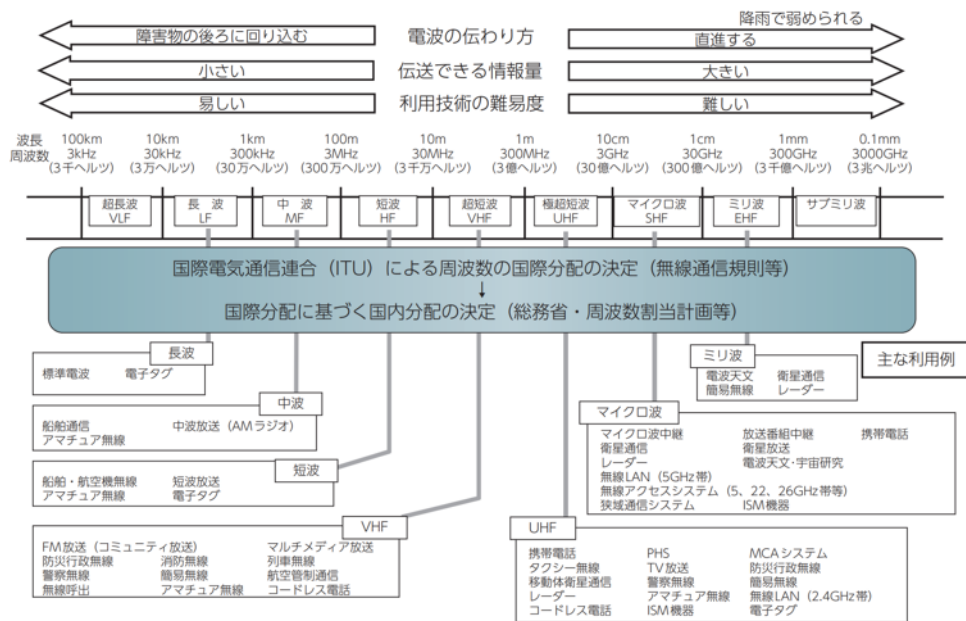 降雨で弱められる
障害物の後ろに回り込む 電波の伝わり方 直進する
小さい 伝送できる情報量 大きい
易しい 利用技術の難易度 難しい
波長 100km 10km 1km 100m 10m 1m 10cm 1cm 1mm 0.1mm
周波数 3kHz 30kHz 300kHz 3MHz 30MHz 300MHz 3GHz 30GHz 300GHz 3000GHz
(3千ヘルツ) (3万ヘルツ) (30万ヘルツ) (300万ヘルツ) (3千万ヘルツ) (3億ヘルツ) (30億ヘルツ) (300億ヘルツ) (3千億ヘルツ) (3兆ヘルツ)
超長波 長波 中波 短波 超短波 極超短波 マイクロ波 ミリ波 サブミリ波
VLF LF MF HF VHF UHF SHF EHF
国際電気通信連合（ITU）による周波数の国際分配の決定（無線通信規則等）
↓
国際分配に基づく国内分配の決定（総務省・周波数割当計画等）
主な利用例
長波
標準電波 電子タグ
中波
船舶通信 中波放送（AMラジオ）
アマチュア無線
短波
船舶・航空機無線 短波放送
アマチュア無線 電子タグ
VHF
FM放送（コミュニティ放送） マルチメディア放送
防災行政無線 消防無線 列車無線
警察無線 簡易無線 航空管制通信
無線呼出 アマチュア無線 コードレス電話
UHF
携帯電話 PHS MCAシステム
タクシー無線 TV放送 防災行政無線
移動体衛星通信 警察無線 簡易無線
レーダー アマチュア無線 無線LAN（2.4GHz帯）
コードレス電話 ISM機器 電子タグ
マイクロ波
マイクロ波中継 放送番組中継 携帯電話
衛星通信 衛星放送
レーダー 電波天文・宇宙研究
無線LAN（5GHz帯）
無線アクセスシステム（5、22、26GHz帯等）
狭域通信システム ISM機器
ミリ波
電波天文 衛星通信
簡易無線 レーダー